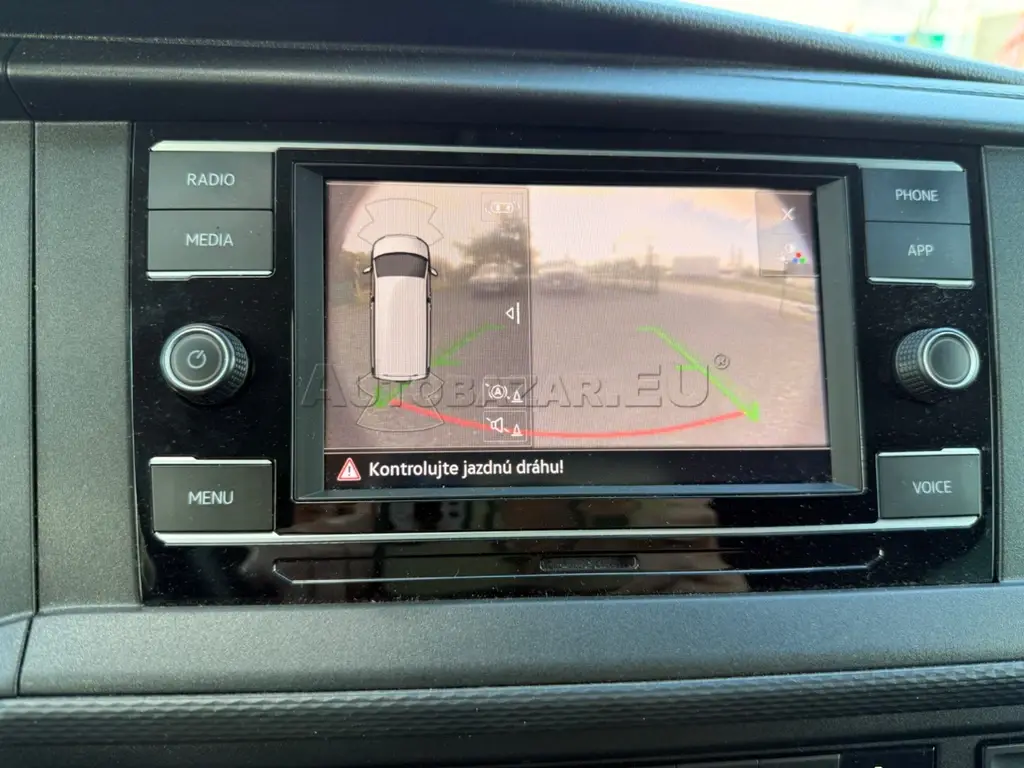 RADIO
MEDIA
PHONE
APP
AUTOBAZAR.EU®
Kontrolujte jazdnú dráhu!
MENU
VOICE